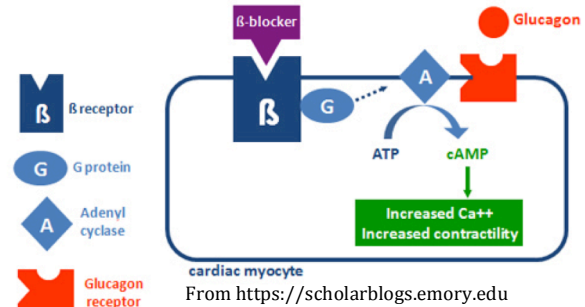 ß-blocker
Glucagon
ß
ß receptor
ß
G
A
ATP
cAMP
G
G protein
A
Adenyl
cyclase
Increased Ca++
Increased contractility
Glucagon
receptor
cardiac myocyte
From https://scholarblogs.emory.edu